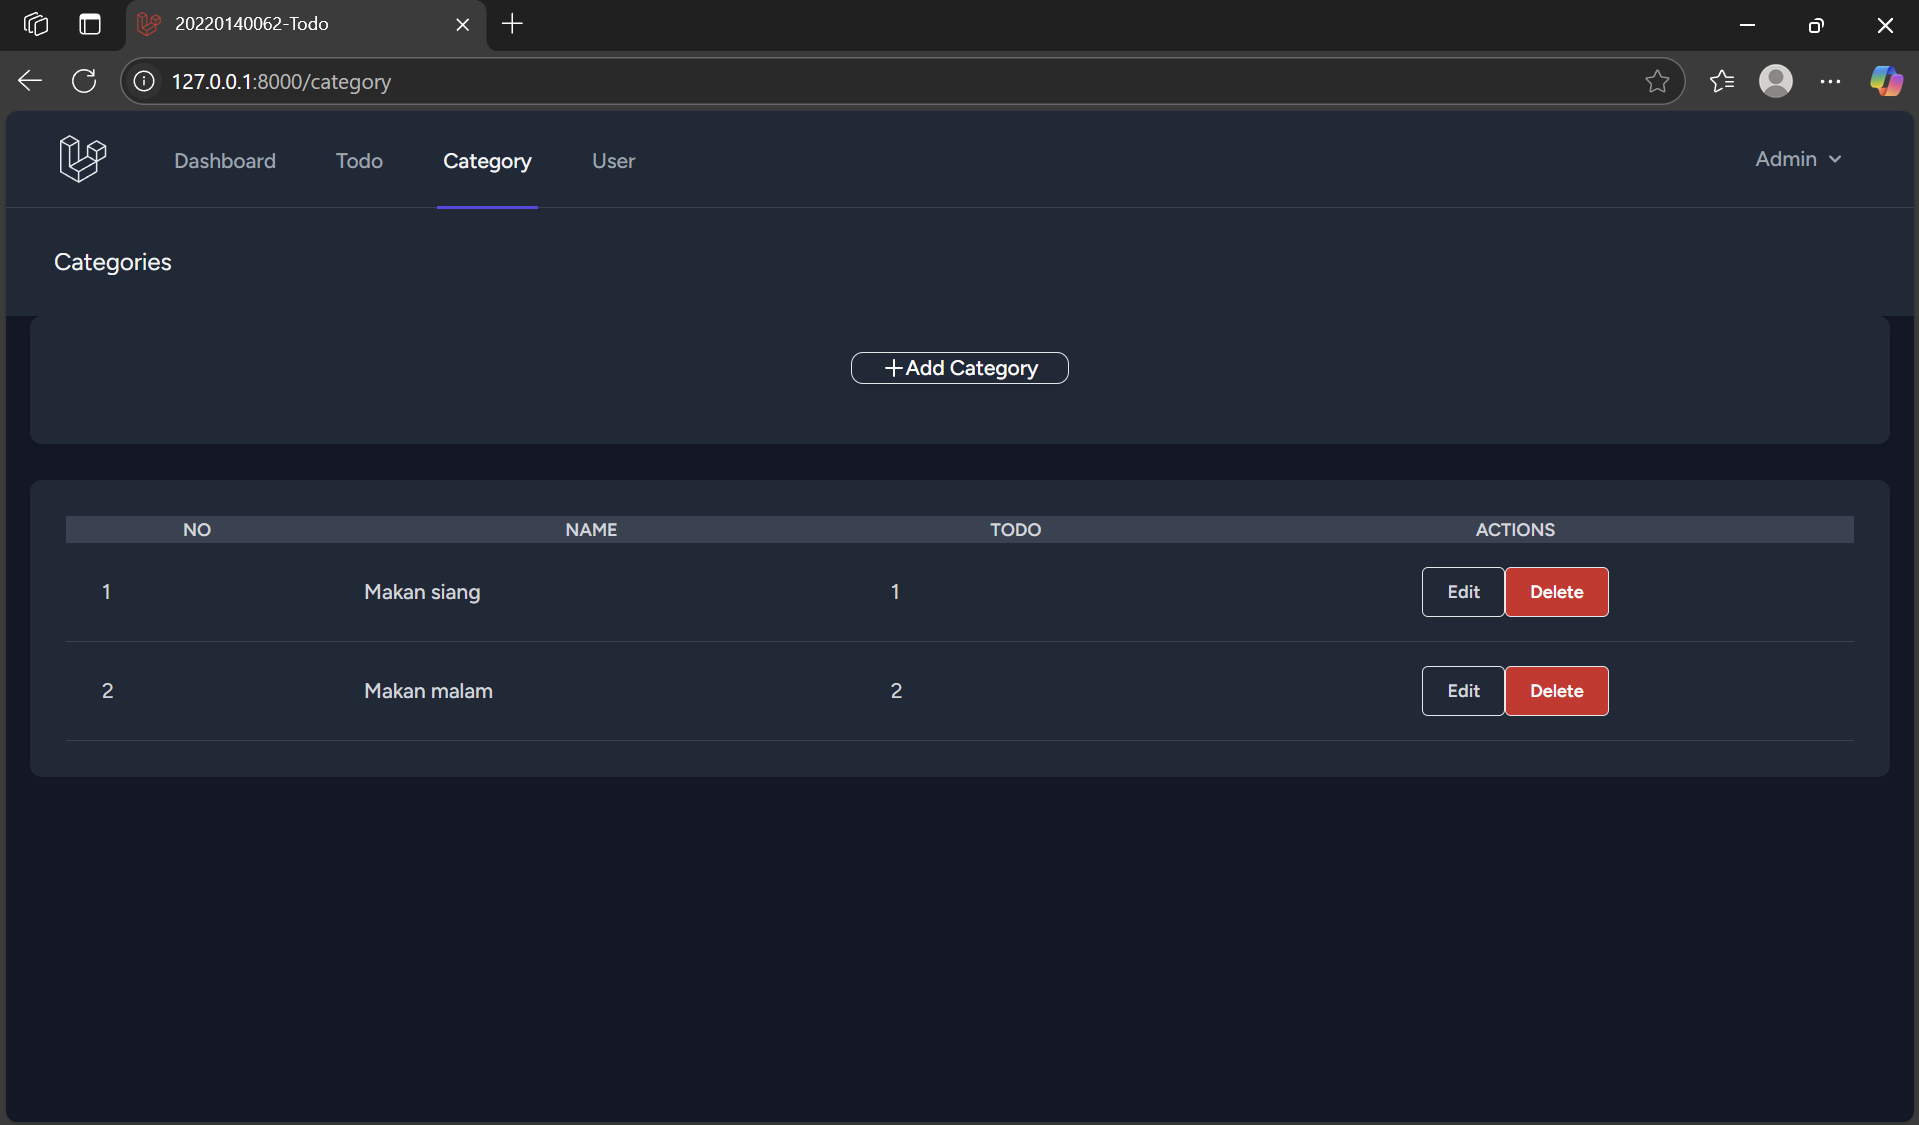 20220140062-Todo
127.0.0.1:8000/category
Dashboard Todo Category User Admin
Categories
+Add Category
NO NAME TODO ACTIONS
1 Makan siang 1 Edit Delete
2 Makan malam 2 Edit Delete